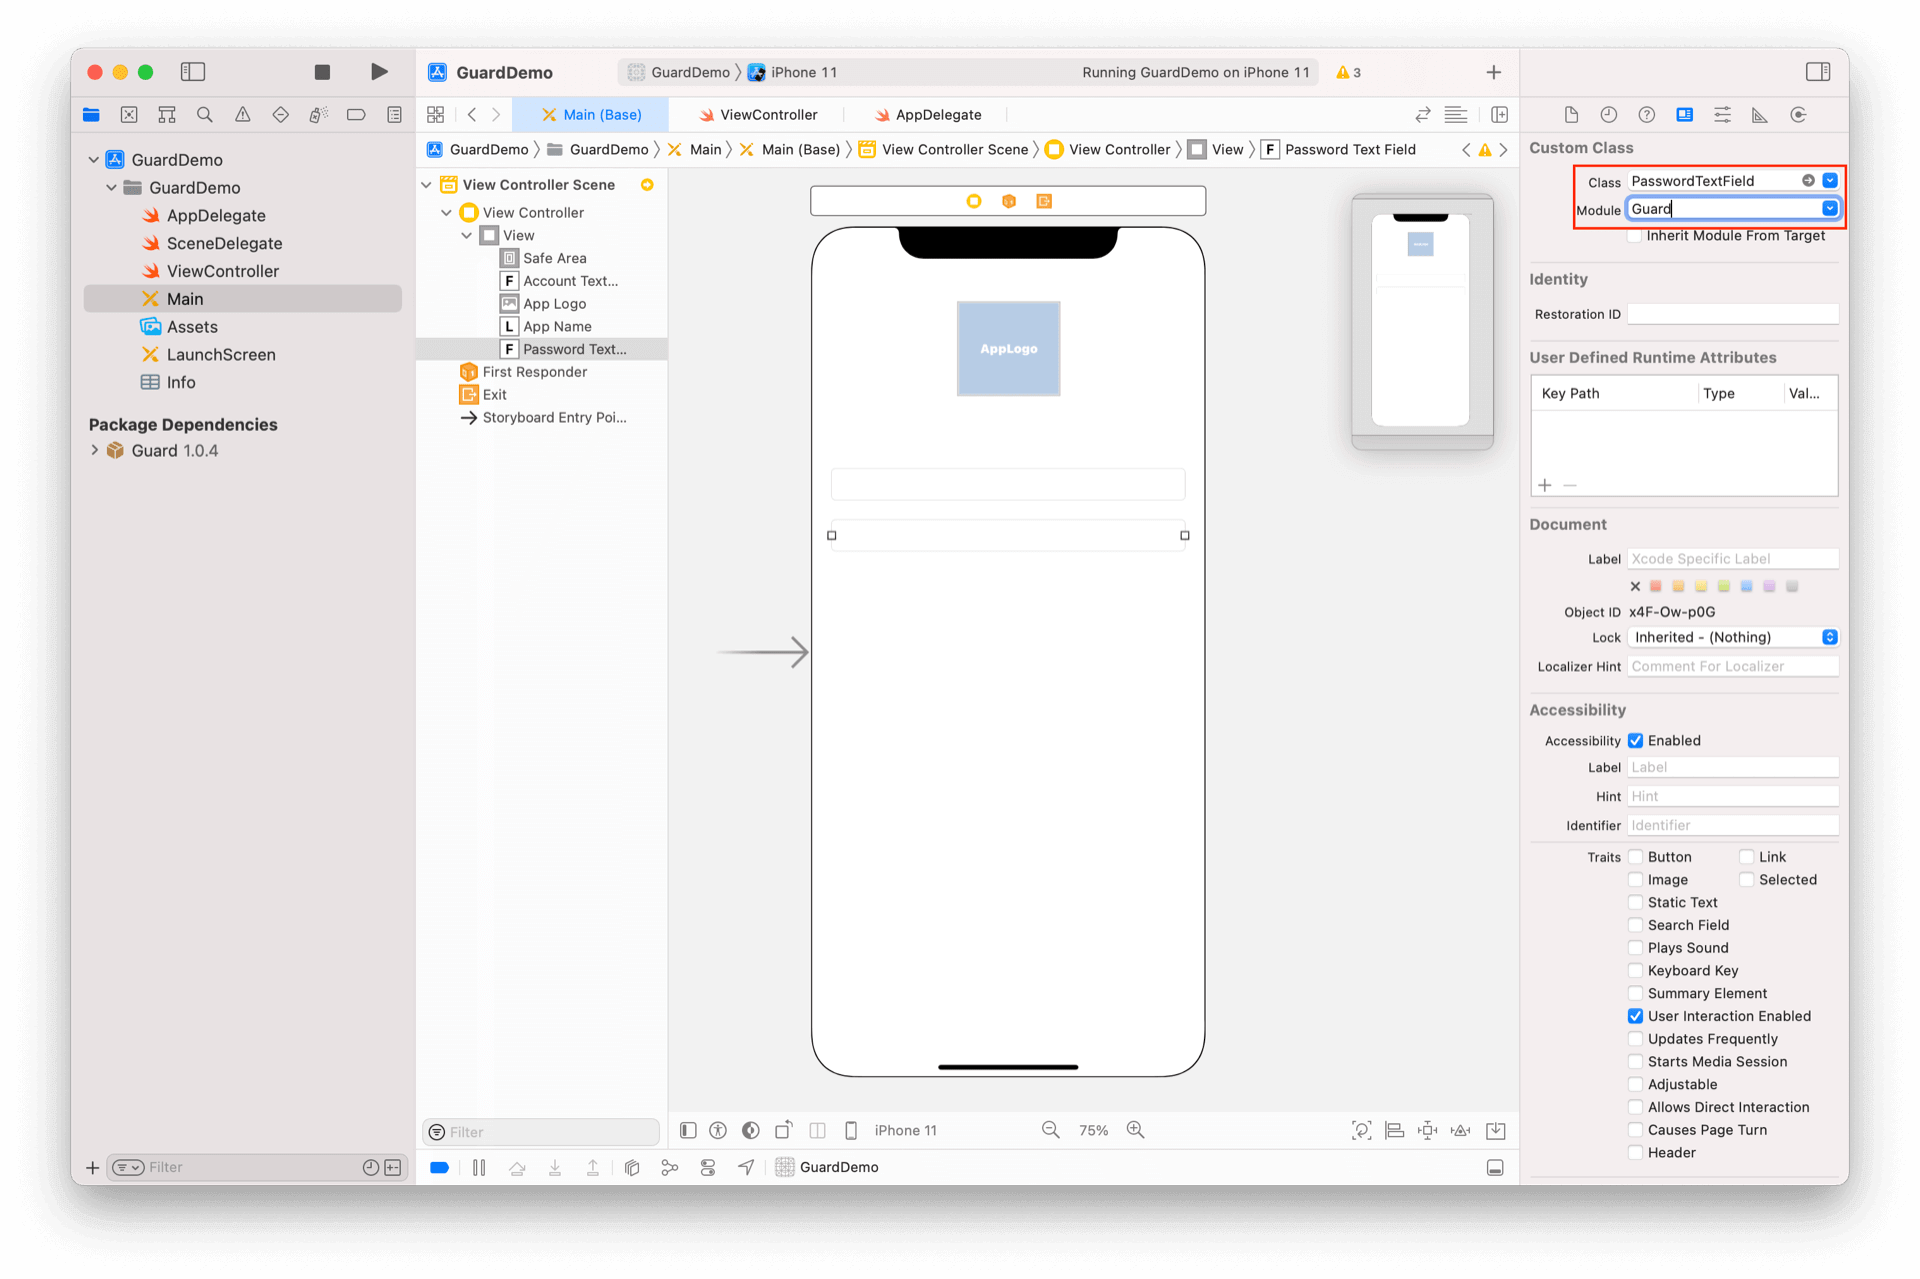 GuardDemo
GuardDemo
iPhone 11
Running GuardDemo on iPhone 11
3
Main (Base)
ViewController
AppDelegate
GuardDemo
GuardDemo
Main
Main (Base)
View Controller Scene
View Controller
View
F
Password Text Field
GuardDemo
GuardDemo
AppDelegate
SceneDelegate
ViewController
Main
Assets
LaunchScreen
Info
Package Dependencies
Guard 1.0.4
Filter
View Controller Scene
View Controller
View
Safe Area
F Account Text...
App Logo
L App Name
F Password Text...
First Responder
Exit
Storyboard Entry Poi...
Filter
AppLogo
iPhone 11
75%
GuardDemo
Custom Class
Class PasswordTextField
Module Guard
Inherit Module From Target
Identity
Restoration ID
User Defined Runtime Attributes
Key Path Type Val...
Document
Label Xcode Specific Label
Object ID x4F-Ow-p0G
Lock Inherited - (Nothing)
Localizer Hint Comment For Localizer
Accessibility
Accessibility Enabled
Label Label
Hint Hint
Identifier Identifier
Traits Button Link
Image Selected
Static Text
Search Field
Plays Sound
Keyboard Key
Summary Element
User Interaction Enabled
Updates Frequently
Starts Media Session
Adjustable
Allows Direct Interaction
Causes Page Turn
Header